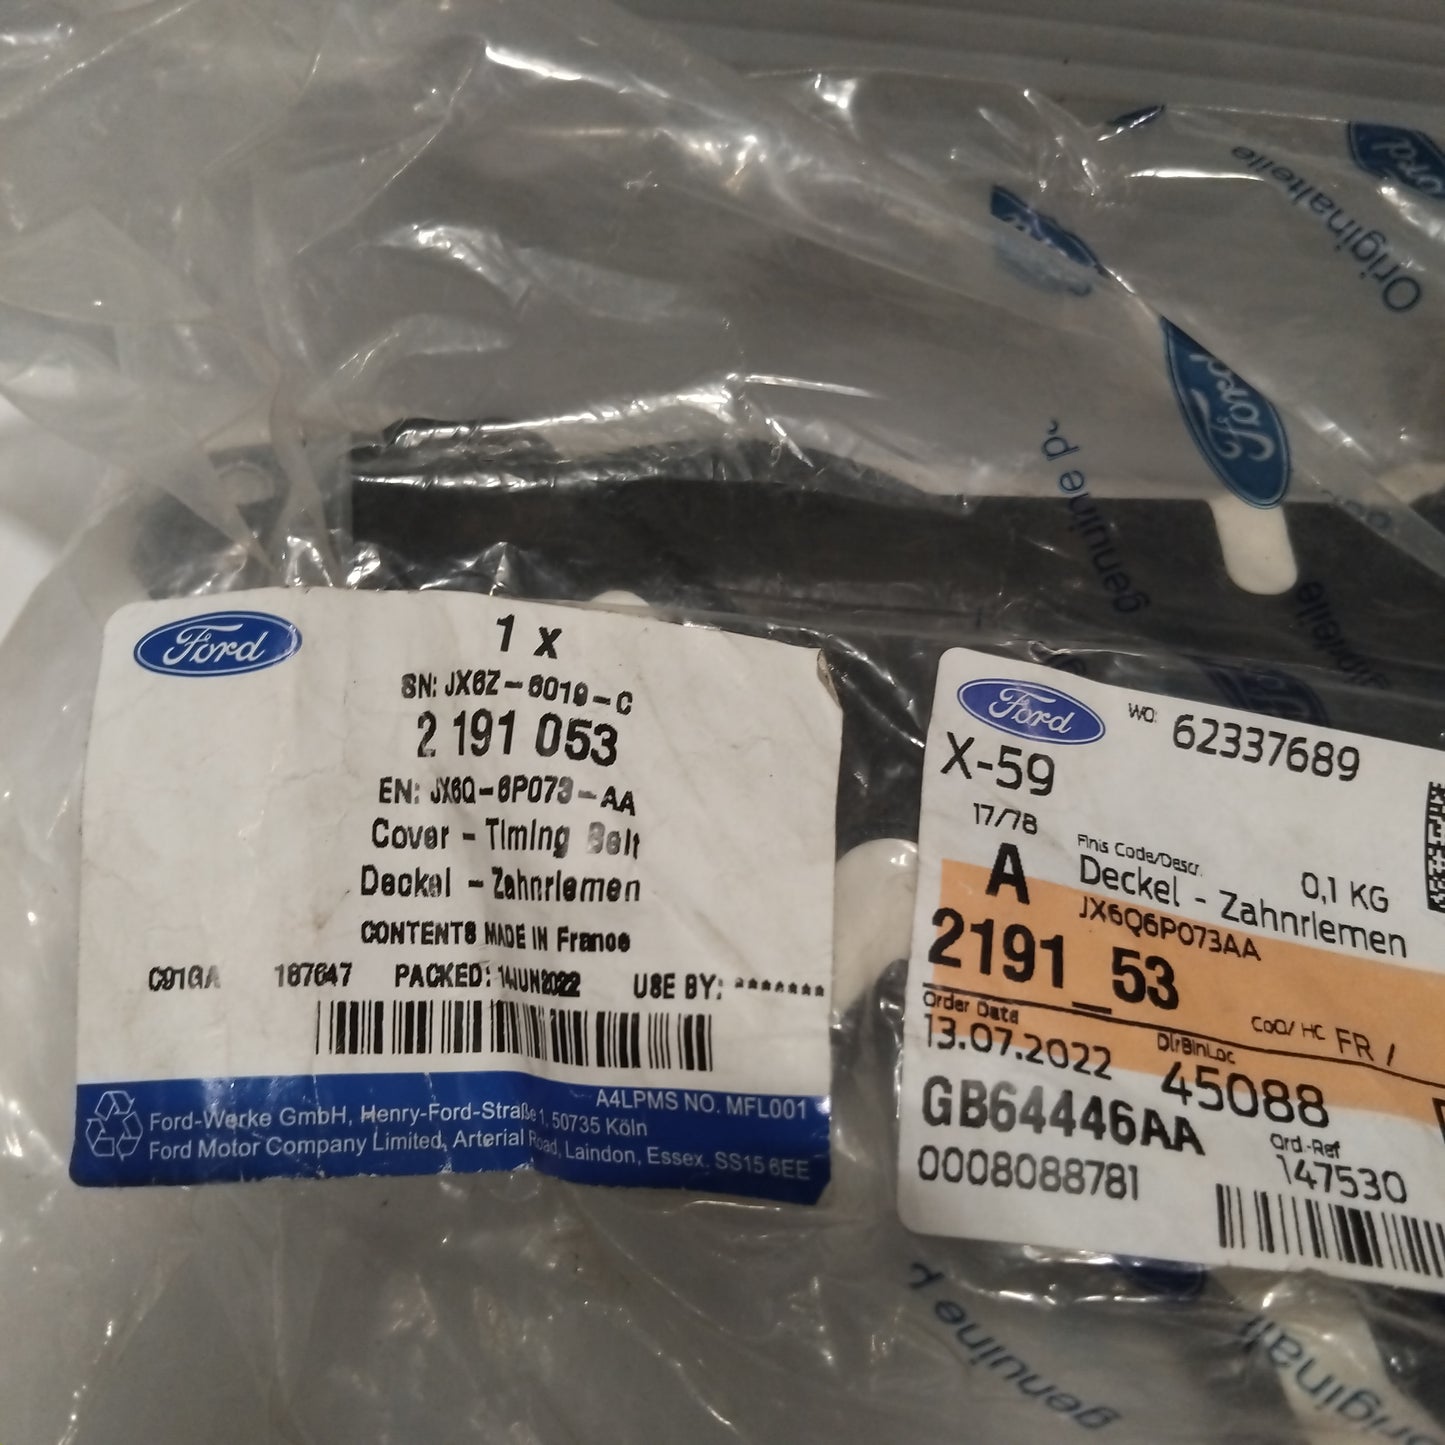 Ford
1 x
SN: JX6Z-6019-C
2 191 053
EN: JX6Q-6P073-AA
Cover - Timing Belt
Deckel - Zahnriemen
CONTENTS MADE IN France
C91GA 187647 PACKED: 14JUN2022 USE BY: ********
A4LPMS NO. MFL001
Ford-Werke GmbH, Henry-Ford-Straße 1, 50735 Köln
Ford Motor Company Limited, Arterial Road, Laindon, Essex, SS15 6EE
Ford
WO: 62337689
X-59
17/78
Finis Code/Descr.
A
Deckel - Zahnriemen
0,1 KG
JX6Q6P073AA
2191_53
CoO/ HC FR /
Order Date
13.07.2022
DlrBinLoc
45088
GB64446AA
Ord.-Ref
147530
0008088781
Originalteile
Ford
genuine p.
genuine p